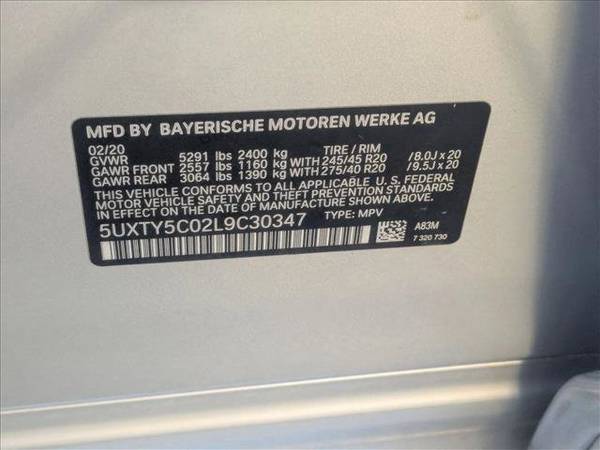 MFD BY BAYERISCHE MOTOREN WERKE AG
02/20 TIRE / RIM
GVWR 5291 lbs 2400 kg
GAWR FRONT 2557 lbs 1160 kg WITH 245/45 R20 /8.0J x 20
GAWR REAR 3064 lbs 1390 kg WITH 275/40 R20 /9.5J x 20
THIS VEHICLE CONFORMS TO ALL APPLICABLE U. S. FEDERAL
MOTOR VEHICLE SAFETY, BUMPER, AND THEFT PREVENTION
STANDARDS IN EFFECT ON THE DATE OF MANUFACTURE SHOWN ABOVE.
5UXTY5C02L9C30347 TYPE: MPV
A83M
7 320 730